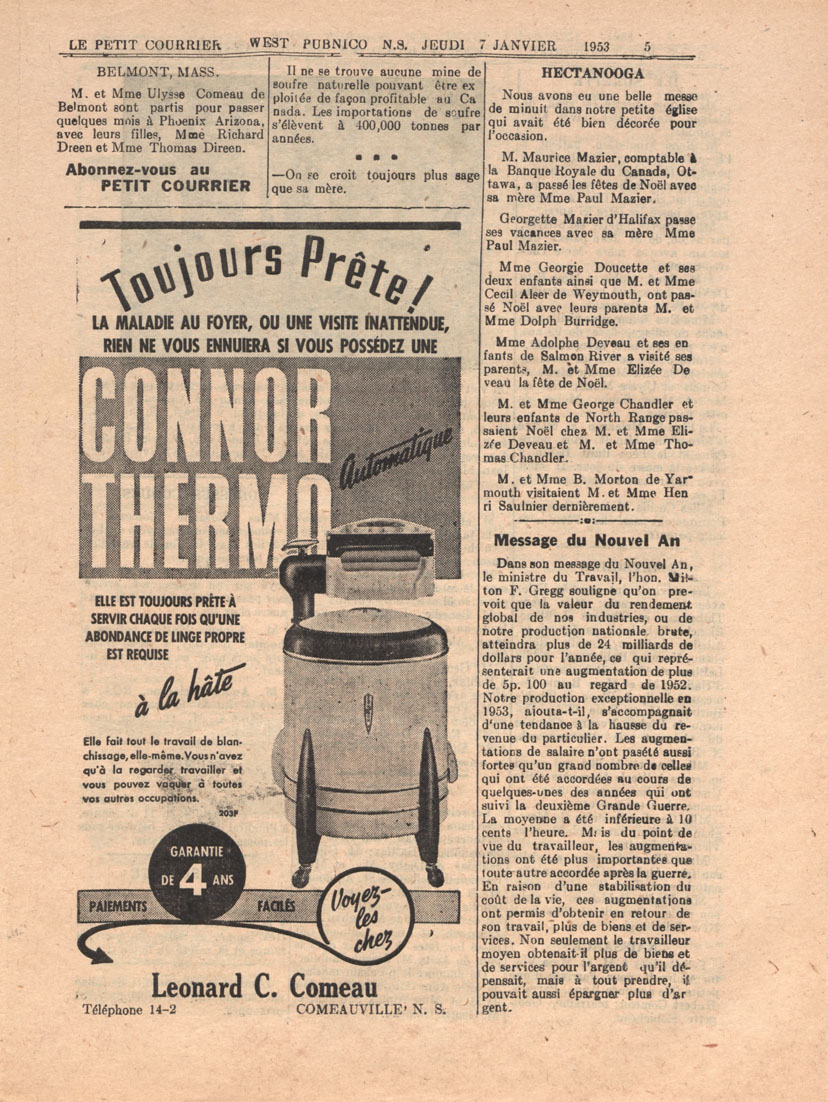 LE PETIT COURRIER WEST PUBNICO N.S. JEUDI 7 JANVIER 1953 5
BELMONT, MASS.
M. et Mme Ulysse Comeau de
Belmont sont partis pour passer
quelques mois à Phoenix Arizona,
avec leurs filles, Mme Richard
Dreen et Mme Thomas Direen.
Abonnez-vous au
PETIT COURRIER
Il ne se trouve aucune mine de
soufre naturelle pouvant être ex
ploitée de façon profitable au Ca
nada. Les importations de soufre
s'élèvent à 400,000 tonnes par
années.
—On se croit toujours plus sage
que sa mère.
Toujours Prête!
LA MALADIE AU FOYER, OU UNE VISITE INATTENDUE,
RIEN NE VOUS ENNUIERA SI VOUS POSSÉDEZ UNE
CONNOR
THERMO
Automatique
ELLE EST TOUJOURS PRÊTE À
SERVIR CHAQUE FOIS QU'UNE
ABONDANCE DE LINGE PROPRE
EST REQUISE
à la hâte
Elle fait tout le travail de blan-
chissage, elle-même. Vous n'avez
qu'à la regarder travailler et
vous pouvez vaquer à toutes
vos autres occupations.
203F
GARANTIE
DE 4 ANS
PAIEMENTS FACILES
Voyez-
les
chez
Leonard C. Comeau
Téléphone 14-2 COMEAUVILLE' N. S.
HECTANOOGA
Nous avons eu une belle messe
de minuit dans notre petite église
qui avait été bien décorée pour
l'occasion.
M. Maurice Mazier, comptable à
la Banque Royale du Canada, Ot-
tawa, a passé les fêtes de Noël avec
sa mère Mme Paul Mazier.
Georgette Mazier d'Halifax passe
ses vacances avec sa mère Mme
Paul Mazier.
Mme Georgie Doucette et ses
deux enfants ainsi que M. et Mme
Cecil Alser de Weymouth, ont pas-
sé Noël avec leurs parents M. et
Mme Dolph Burridge.
Mme Adolphe Deveau et ses en
fants de Salmon River a visité ses
parents, M. et Mme Elizée De
veau la fête de Noël.
M. et Mme George Chandler et
leurs enfants de North Range pas-
saient Noël chez M. et Mme Eli-
zée Deveau et M. et Mme Tho-
mas Chandler.
M. et Mme B. Morton de Yar-
mouth visitaient M. et Mme Hen
ri Saulnier dernièrement.
Message du Nouvel An
Dans son message du Nouvel An,
le ministre du Travail, l'hon. Mil-
ton F. Gregg souligne qu'on pre-
voit que la valeur du rendement
global de nos industries, ou de
notre production nationale brute,
atteindra plus de 24 milliards de
dollars pour l'année, ce qui repré-
senterait une augmentation de plus
de 5p. 100 au regard de 1952.
Notre production exceptionnelle en
1953, aiouta-t-il, s'accompagnait
d'une tendance à la hausse du re-
venu du particulier. Les augmen-
tations de salaire n'ont pasété aussi
fortes qu'un grand nombre de celles
qui ont été accordées au cours de
quelques-unes des années qui ont
suivi la deuxième Grande Guerre.
La moyenne a été inférieure à 10
cents l'heure. Mais du point de
vue du travailleur, les augmenta-
tions ont été plus importantes que
toute autre accordée après la guerre.
En raison d'une stabilisation du
coût de la vie, ces augmentations
ont permis d'obtenir en retour de
son travail, plus de biens et de ser-
vices. Non seulement le travailleur
moyen obtenait-il plus de biens et
de services pour l'argent qu'il dé-
pensait, mais à tout prendre, il
pouvait aussi épargner plus d'ar
gent.